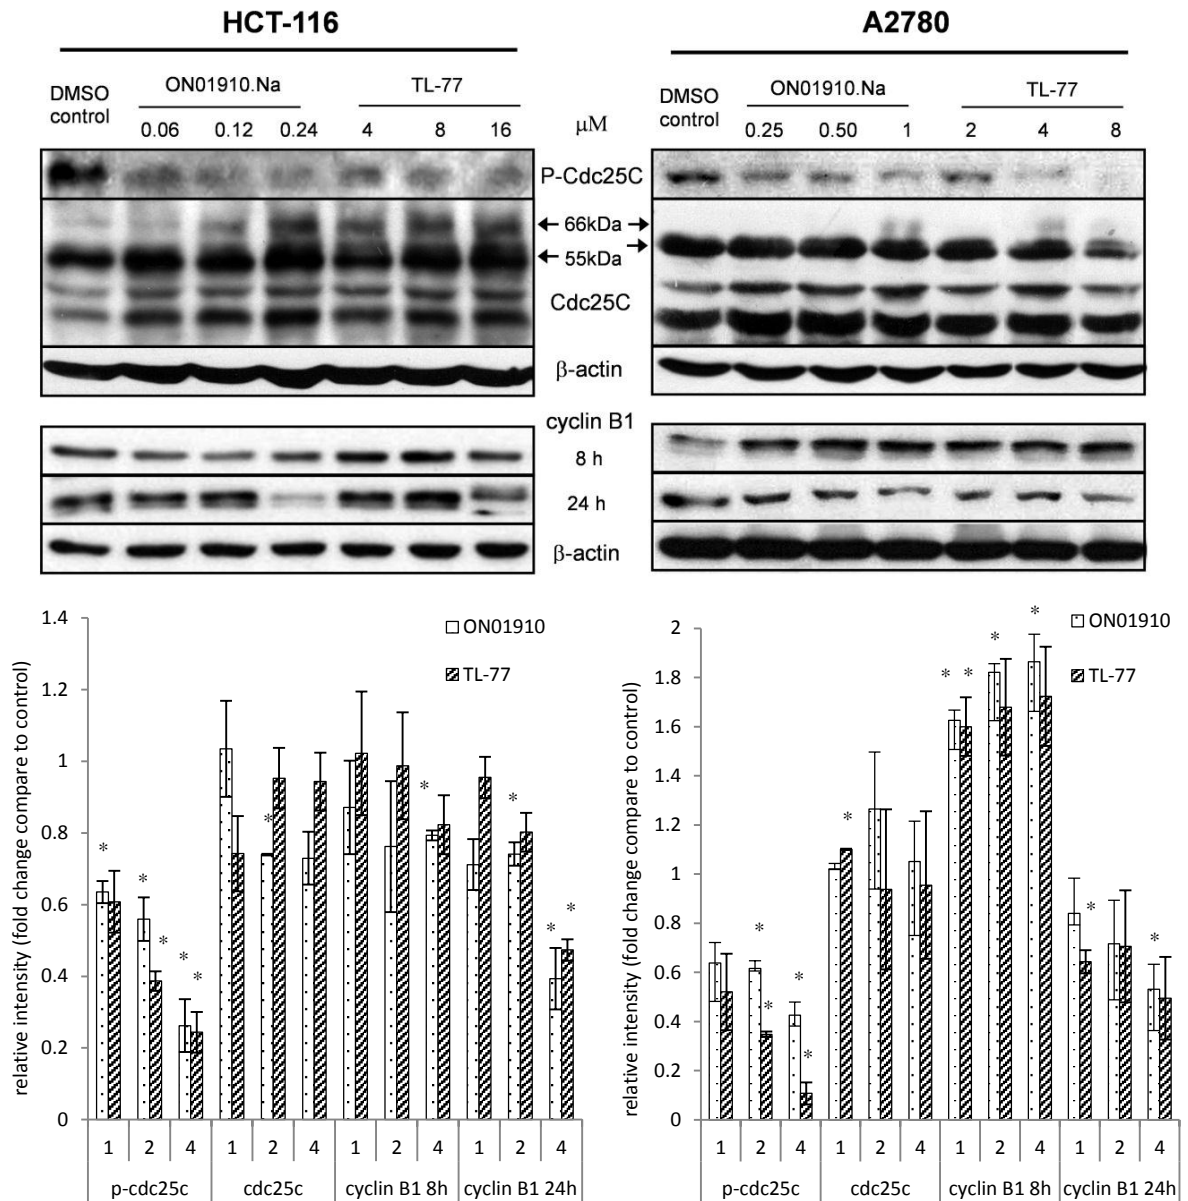 HCT-116
A2780
DMSO
control
ON01910.Na
TL-77
0.06 0.12 0.24 4 8 16
μM
DMSO
control
ON01910.Na
TL-77
0.25 0.50 1 2 4 8
P-Cdc25C
66kDa
55kDa
Cdc25C
β-actin
cyclin B1
8 h
24 h
β-actin
relative intensity (fold change compare to control)
1.4
1.2
1
0.8
0.6
0.4
0.2
0
ON01910
TL-77
* * * * * * * * * *
1 2 4 1 2 4 1 2 4 1 2 4
p-cdc25c cdc25c cyclin B1 8h cyclin B1 24h
relative intensity (fold change compare to control)
2
1.8
1.6
1.4
1.2
1
0.8
0.6
0.4
0.2
0
ON01910
TL-77
* * * * * * * * * * *
1 2 4 1 2 4 1 2 4 1 2 4
p-cdc25c cdc25c cyclin B1 8h cyclin B1 24h